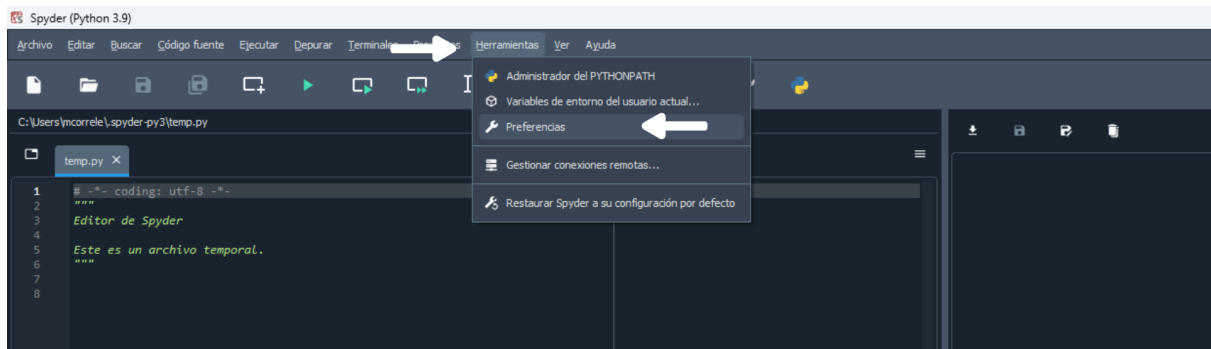 Spyder (Python 3.9)
Archivo Editar Buscar Código fuente Ejecutar Depurar Terminales Herramientas Ver Ayuda
Administrador del PYTHONPATH
Variables de entorno del usuario actual...
Preferencias
Gestionar conexiones remotas...
Restaurar Spyder a su configuración por defecto
C:\Users\mcorrele\.spyder-py3\temp.py
temp.py
1 # -*- coding: utf-8 -*-
2 """
3 Editor de Spyder
4
5 Este es un archivo temporal.
6 """
7
8